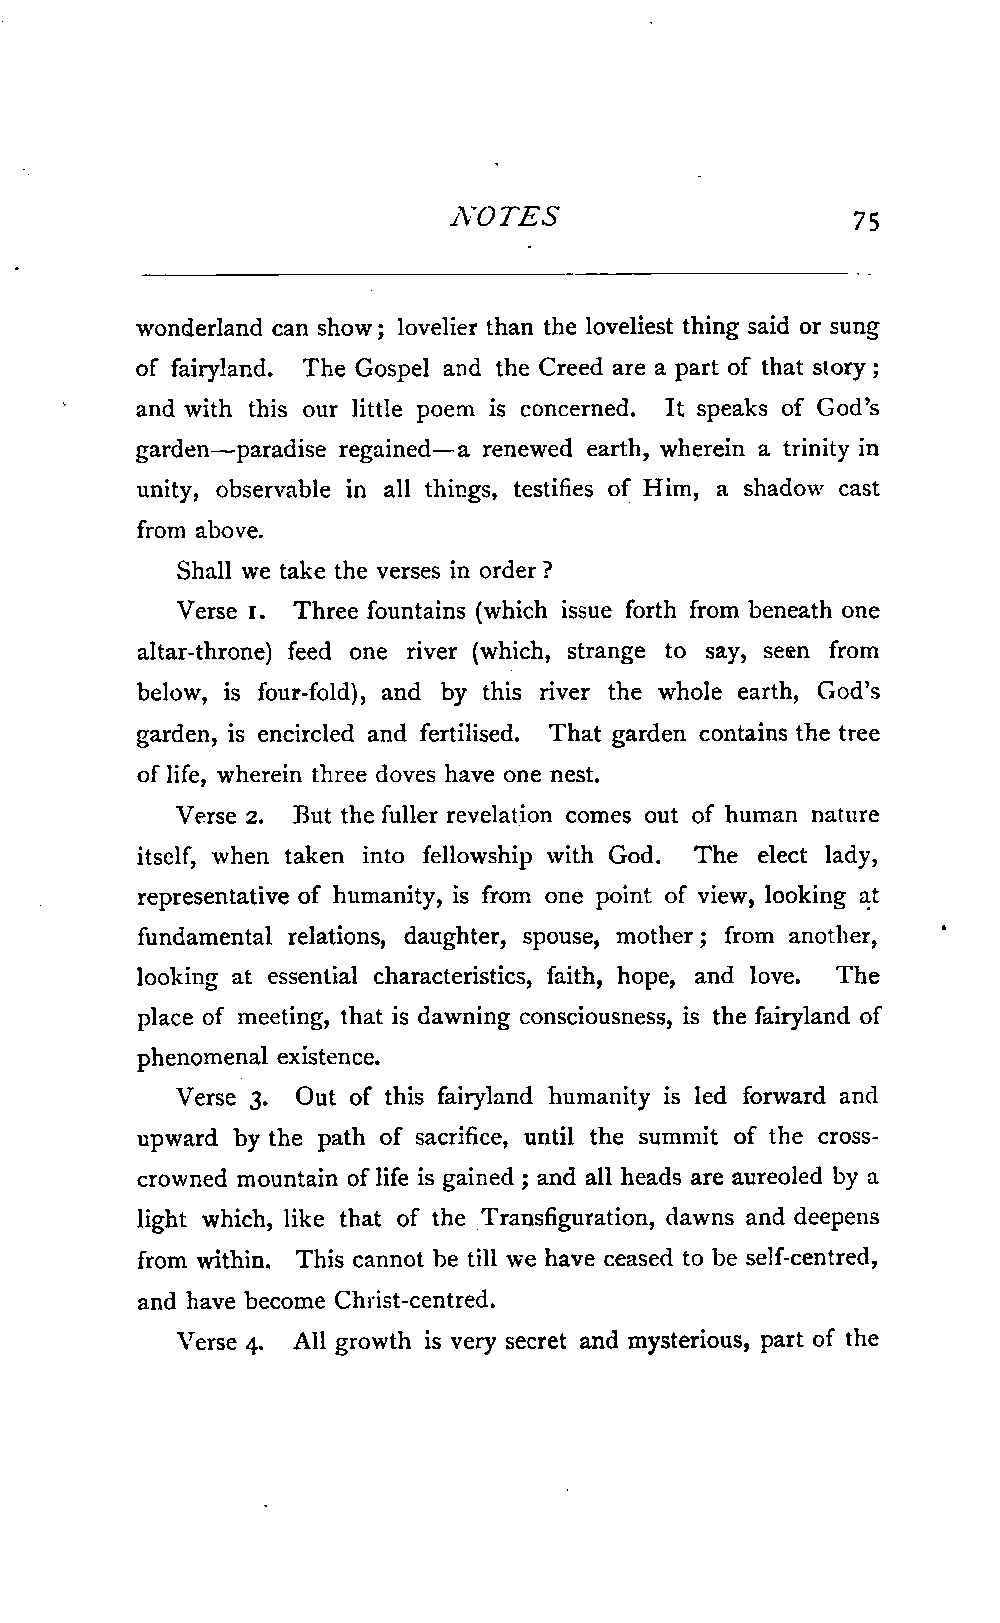 NOTES 75
wonderland can show; lovelier than the loveliest thing said or sung
of fairyland. The Gospel and the Creed are a part of that story;
and with this our little poem is concerned. It speaks of God's
garden—paradise regained—a renewed earth, wherein a trinity in
unity, observable in all things, testifies of Him, a shadow cast
from above.
Shall we take the verses in order?
Verse 1. Three fountains (which issue forth from beneath one
altar-throne) feed one river (which, strange to say, seen from
below, is four-fold), and by this river the whole earth, God's
garden, is encircled and fertilised. That garden contains the tree
of life, wherein three doves have one nest.
Verse 2. But the fuller revelation comes out of human nature
itself, when taken into fellowship with God. The elect lady,
representative of humanity, is from one point of view, looking at
fundamental relations, daughter, spouse, mother; from another,
looking at essential characteristics, faith, hope, and love. The
place of meeting, that is dawning consciousness, is the fairyland of
phenomenal existence.
Verse 3. Out of this fairyland humanity is led forward and
upward by the path of sacrifice, until the summit of the cross-
crowned mountain of life is gained; and all heads are aureoled by a
light which, like that of the Transfiguration, dawns and deepens
from within. This cannot be till we have ceased to be self-centred,
and have become Christ-centred.
Verse 4. All growth is very secret and mysterious, part of the